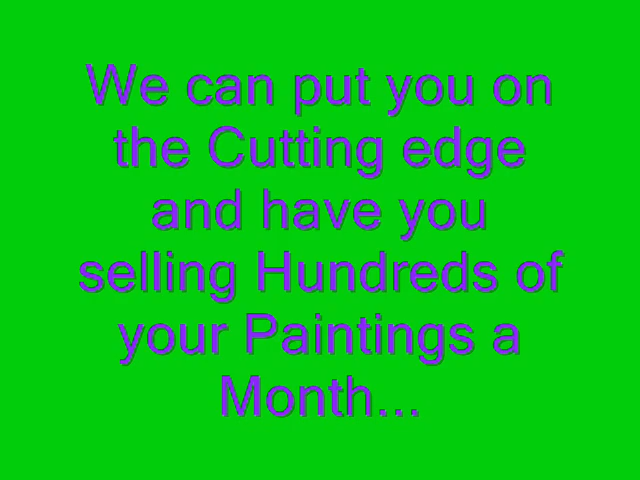 We can put you on
the Cutting edge
and have you
selling Hundreds of
your Paintings a
Month...